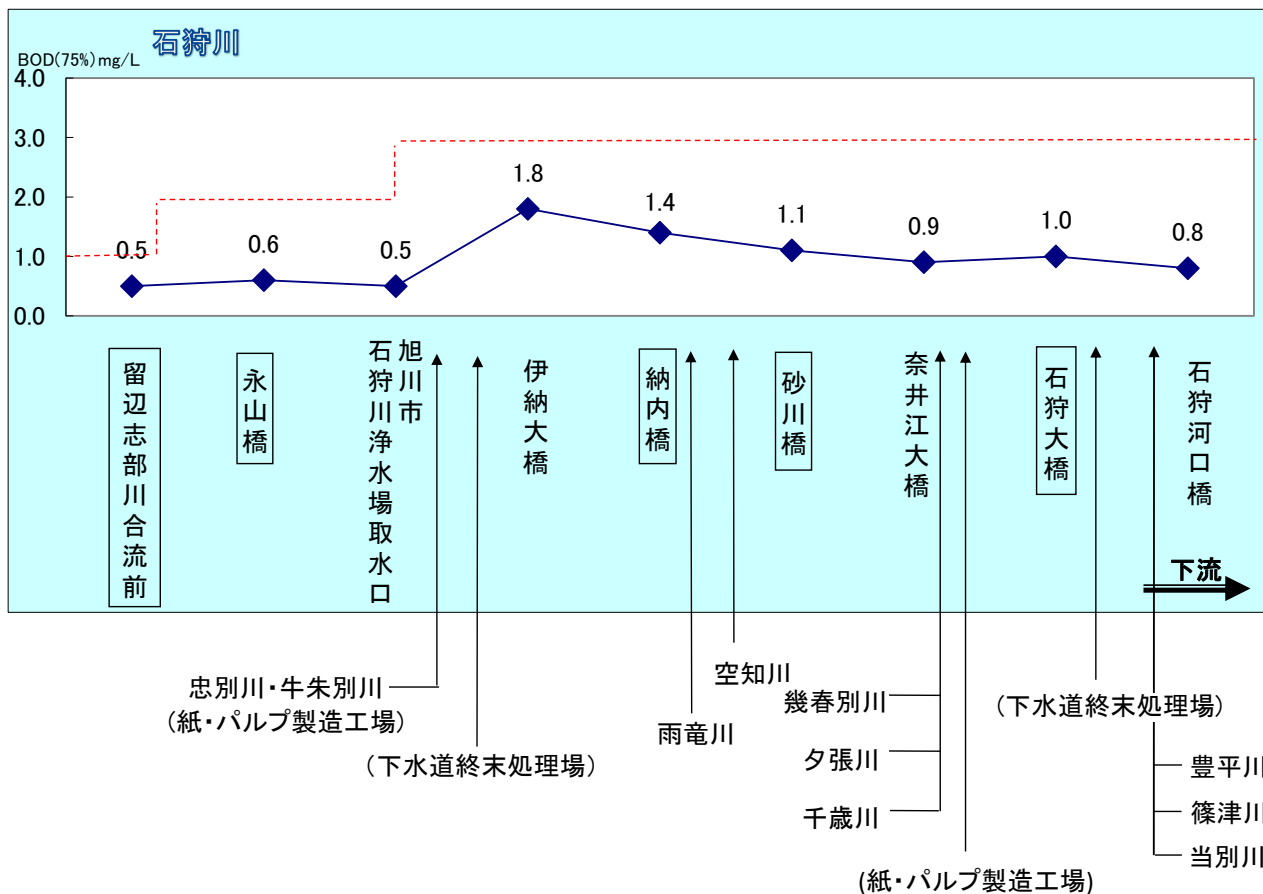 石狩川
BOD(75%)mg/L
4.0
3.0
2.0
1.0
0.0
0.5
0.6
0.5
1.8
1.4
1.1
0.9
1.0
0.8
留辺志部川合流前
永山橋
旭川市
石狩川浄水場取水口
伊納大橋
納内橋
砂川橋
奈井江大橋
石狩大橋
石狩河口橋
下流
忠別川・牛朱別川
(紙・パルプ製造工場)
(下水道終末処理場)
雨竜川
空知川
幾春別川
夕張川
千歳川
(紙・パルプ製造工場)
(下水道終末処理場)
豊平川
篠津川
当別川